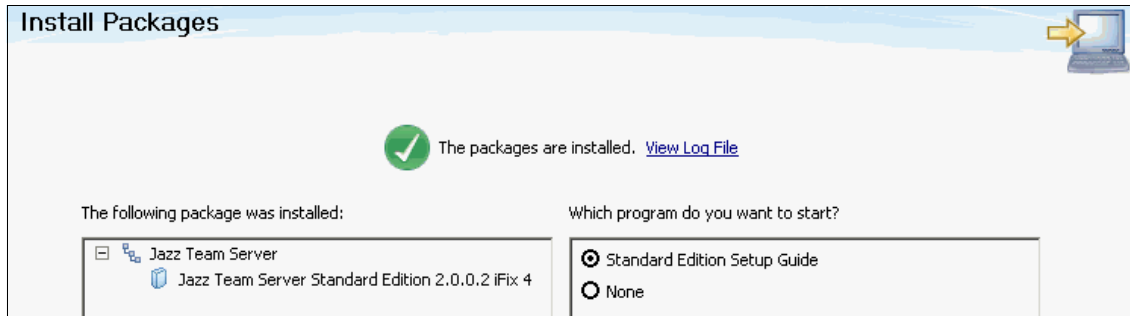 Install Packages
The packages are installed. View Log File
The following package was installed:
Jazz Team Server
Jazz Team Server Standard Edition 2.0.0.2 iFix 4
Which program do you want to start?
Standard Edition Setup Guide
None